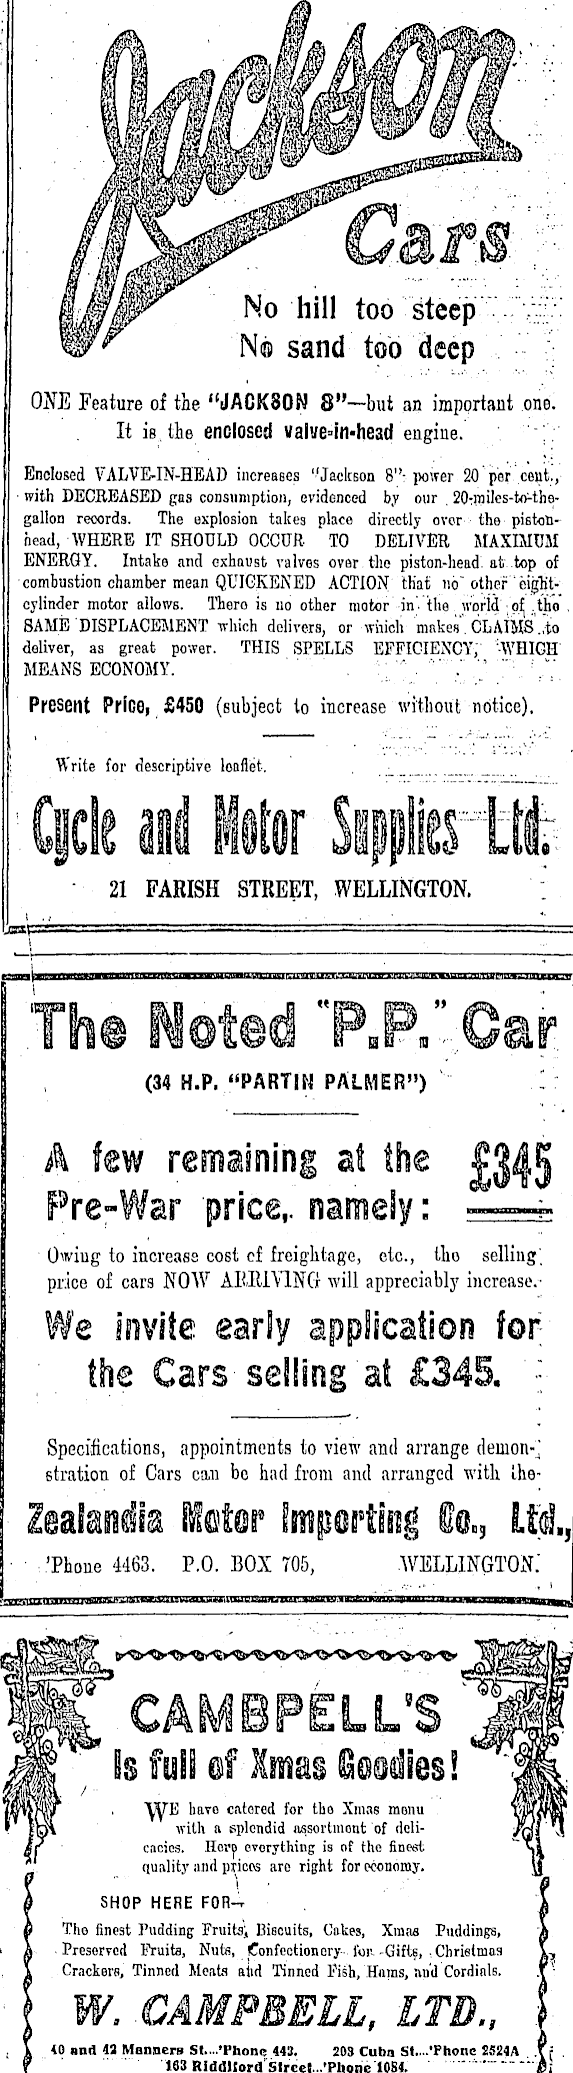 Jackson
Cars
No hill too steep
No sand too deep
ONE Feature of the "JACKSON 8"—but an important one.
It is the enclosed valve-in-head engine.
Enclosed VALVE-IN-HEAD increases "Jackson 8" power 20 per cent.,
with DECREASED gas consumption, evidenced by our 20-miles-to-the-
gallon records. The explosion takes place directly over the piston-
head, WHERE IT SHOULD OCCUR TO DELIVER MAXIMUM
ENERGY. Intake and exhaust valves over the piston-head at top of
combustion chamber mean QUICKENED ACTION that no other eight-
cylinder motor allows. There is no other motor in the world of the
SAME DISPLACEMENT which delivers, or which makes CLAIMS to
deliver, as great power. THIS SPELLS EFFICIENCY, WHICH
MEANS ECONOMY.
Present Price, £450 (subject to increase without notice).
Write for descriptive leaflet.
Cycle and Motor Supplies Ltd.
21 FARISH STREET, WELLINGTON.
The Noted "P.P." Car
(34 H.P. "PARTIN PALMER")
A few remaining at the £345
Pre-War price, namely:
Owing to increase cost of freightage, etc., the selling
price of cars NOW ARRIVING will appreciably increase.
We invite early application for
the Cars selling at £345.
Specifications, appointments to view and arrange demon-
stration of Cars can be had from and arranged with the
Zealandia Motor Importing Co., Ltd.,
'Phone 4463. P.O. BOX 705, WELLINGTON.
CAMBPELL'S
Is full of Xmas Goodies!
WE have catered for the Xmas menu
with a splendid assortment of deli-
cacies. Here everything is of the finest
quality and prices are right for economy.
SHOP HERE FOR—
The finest Pudding Fruits, Biscuits, Cakes, Xmas Puddings,
Preserved Fruits, Nuts, Confectionery for Gifts, Christmas
Crackers, Tinned Meats and Tinned Fish, Hams, and Cordials.
W. CAMPBELL, LTD.,
40 and 42 Manners St....'Phone 443. 203 Cuba St....'Phone 2524A
163 Riddiford Street...'Phone 1084.